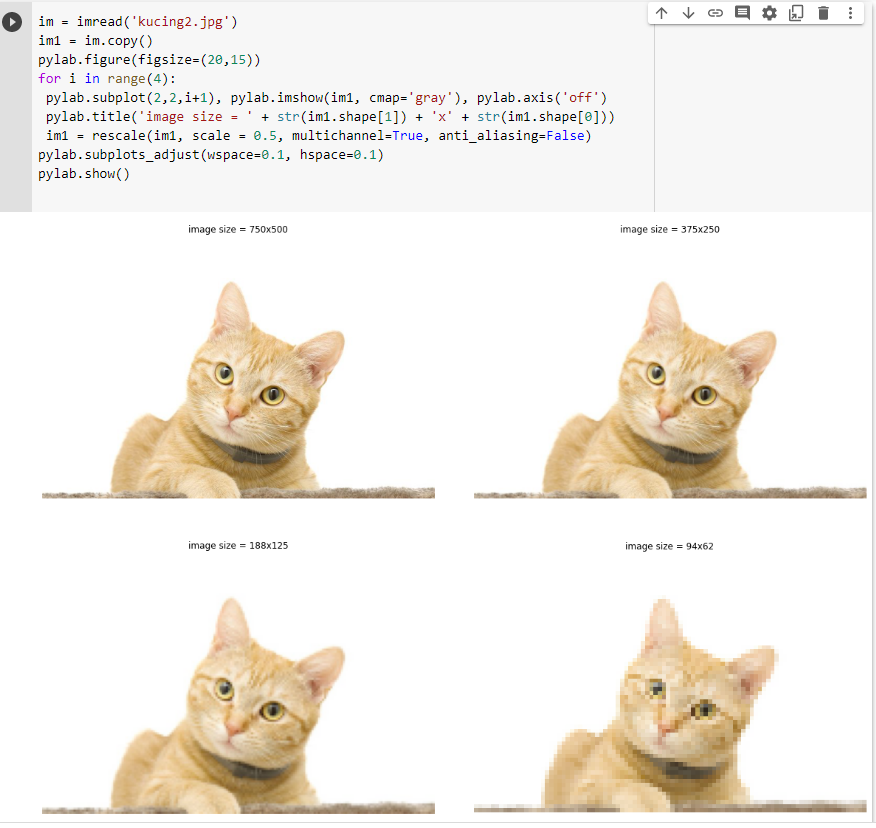 im = imread('kucing2.jpg')
im1 = im.copy()
pylab.figure(figsize=(20,15))
for i in range(4):
 pylab.subplot(2,2,i+1), pylab.imshow(im1, cmap='gray'), pylab.axis('off')
 pylab.title('image size = ' + str(im1.shape[1]) + 'x' + str(im1.shape[0]))
 im1 = rescale(im1, scale = 0.5, multichannel=True, anti_aliasing=False)
pylab.subplots_adjust(wspace=0.1, hspace=0.1)
pylab.show()
image size = 750x500
image size = 375x250
image size = 188x125
image size = 94x62